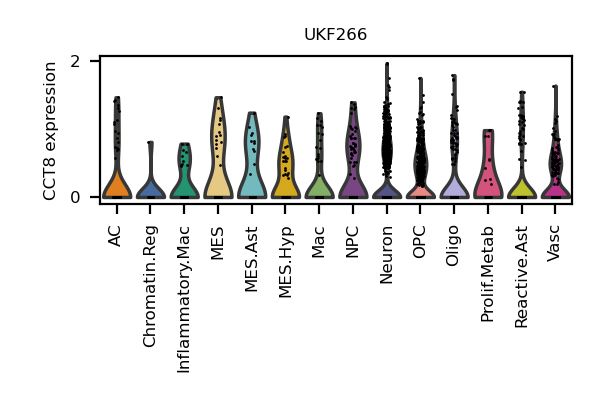 UKF266
CCT8 expression
2
0
AC
Chromatin.Reg
Inflammatory.Mac
MES
MES.Ast
MES.Hyp
Mac
NPC
Neuron
OPC
Oligo
Prolif.Metab
Reactive.Ast
Vasc